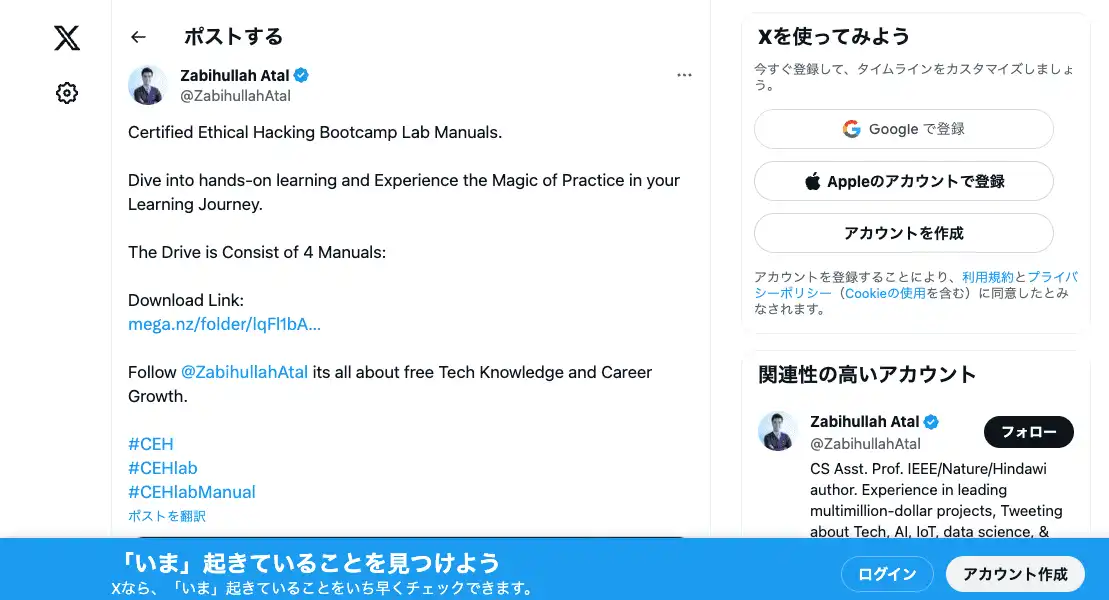 ポストする
Zabihullah Atal
@ZabihullahAtal
Certified Ethical Hacking Bootcamp Lab Manuals.
Dive into hands-on learning and Experience the Magic of Practice in your
Learning Journey.
The Drive is Consist of 4 Manuals:
Download Link:
mega.nz/folder/lqFl1bA...
Follow @ZabihullahAtal its all about free Tech Knowledge and Career
Growth.
#CEH
#CEHlab
#CEHlabManual
ポストを翻訳
Xを使ってみよう
今すぐ登録して、タイムラインをカスタマイズしましょ
う。
Google で登録
Appleのアカウントで登録
アカウントを作成
アカウントを登録することにより、利用規約とプライバ
シーポリシー（Cookieの使用を含む）に同意したとみ
なされます。
関連性の高いアカウント
Zabihullah Atal
@ZabihullahAtal
フォロー
CS Asst. Prof. IEEE/Nature/Hindawi
author. Experience in leading
multimillion-dollar projects, Tweeting
about Tech, AI, IoT, data science, &
「いま」起きていることを見つけよう
Xなら、「いま」起きていることをいち早くチェックできます。
ログイン
アカウント作成